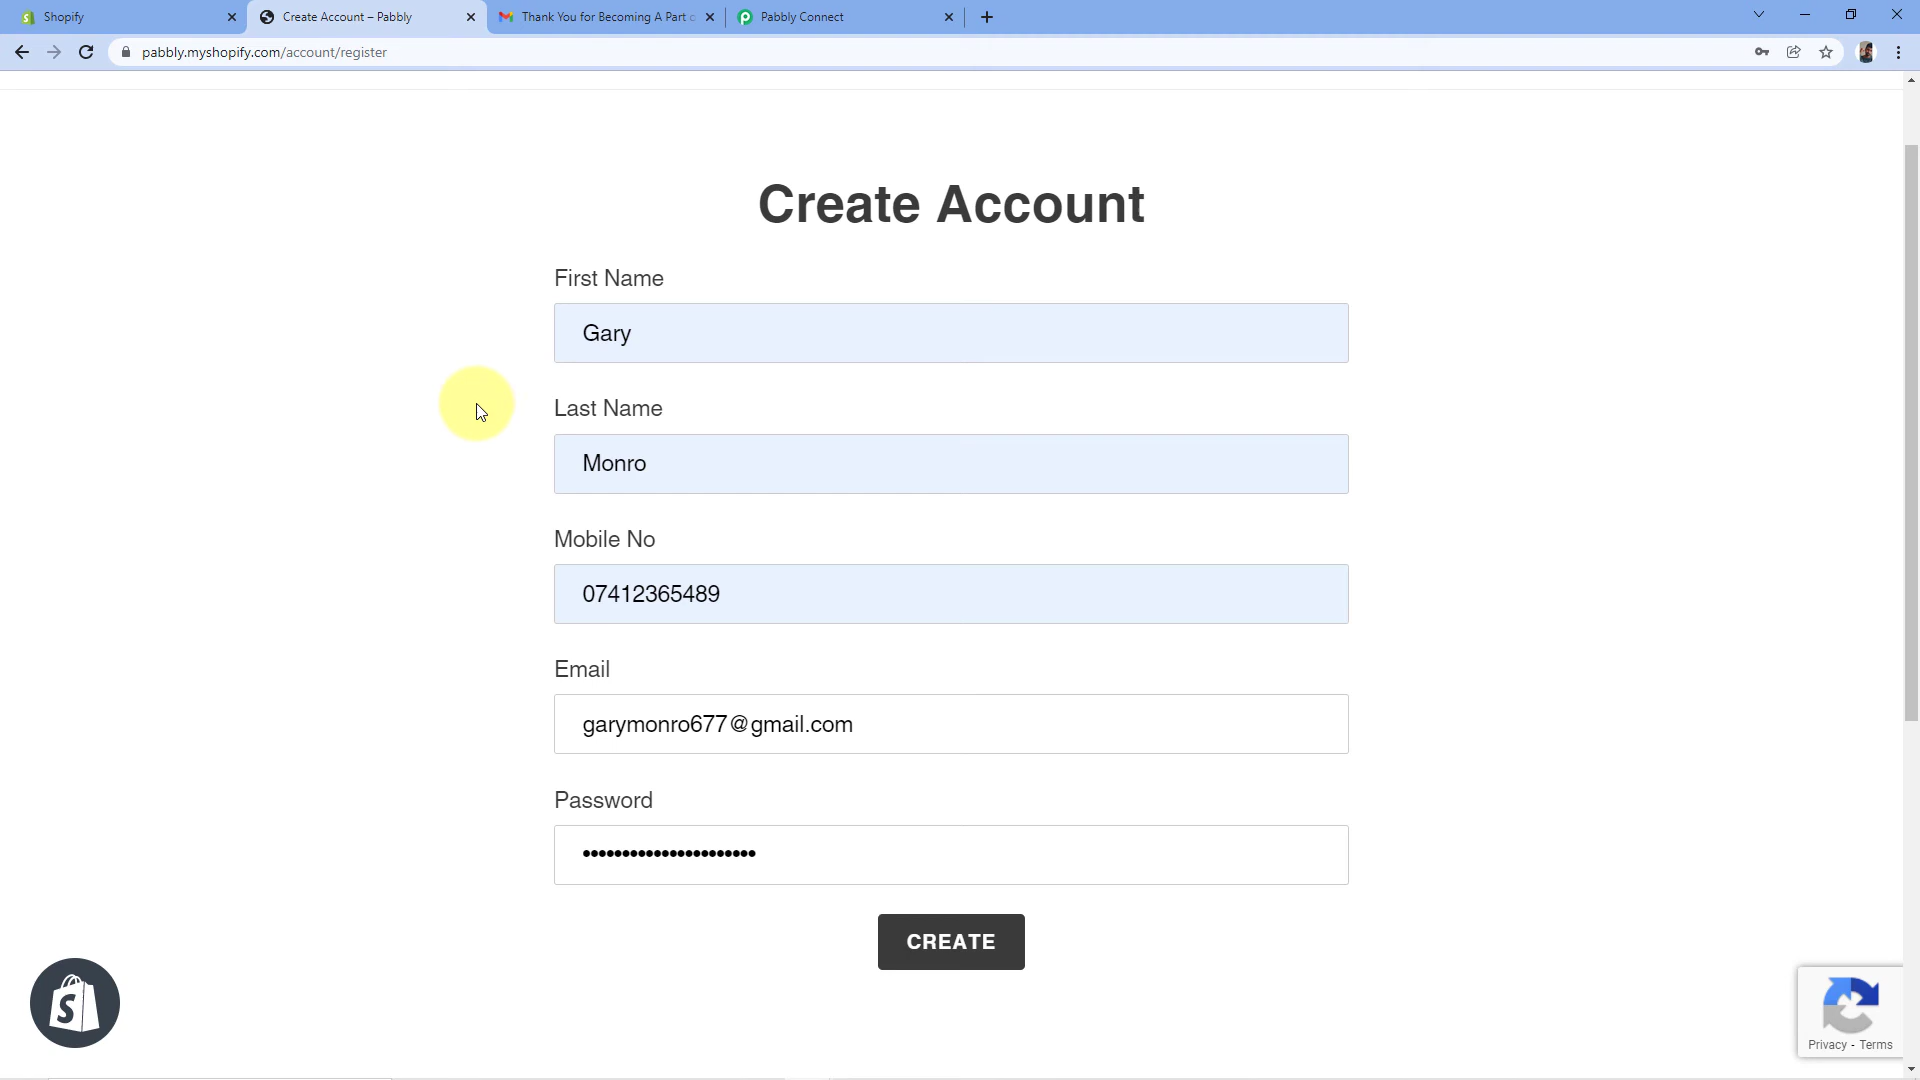 Shopify
Create Account – Pabbly
Thank You for Becoming A Part
Pabbly Connect
pabbly.myshopify.com/account/register
Create Account
First Name
Gary
Last Name
Monro
Mobile No
07412365489
Email
garymonro677@gmail.com
Password
••••••••••••••••••••••
CREATE
Privacy - Terms